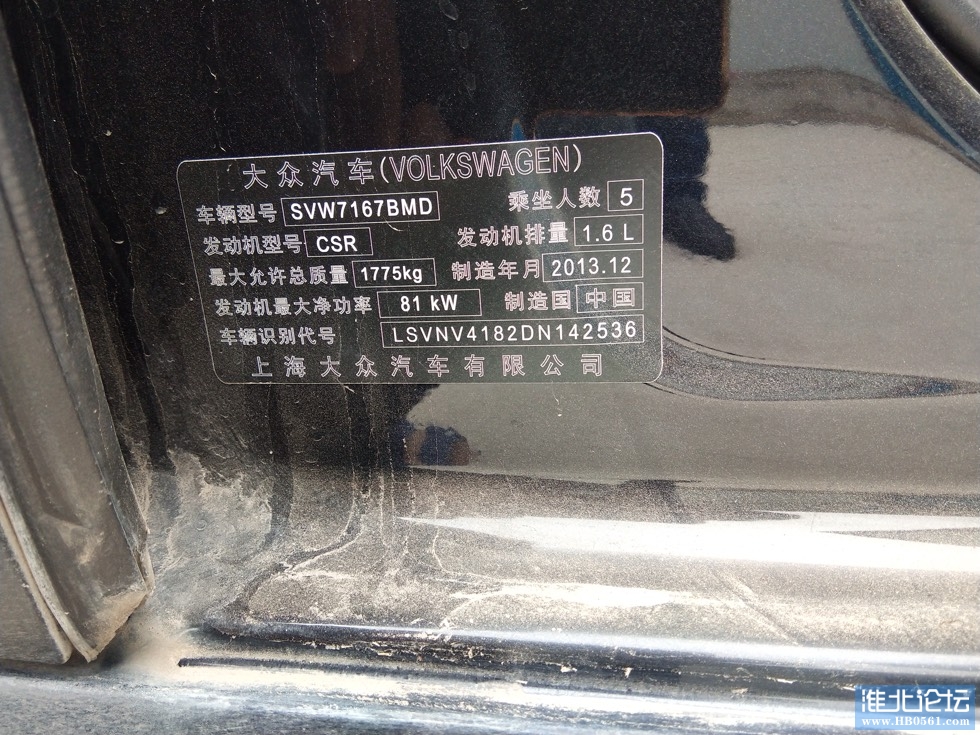 大众汽车(VOLKSWAGEN)
车辆型号 SVW7167BMD 乘坐人数 5
发动机型号 CSR 发动机排量 1.6 L
最大允许总质量 1775kg 制造年月 2013.12
发动机最大净功率 81 kW 制造国 中国
车辆识别代号 LSVNV4182DN142536
上海大众汽车有限公司
淮北论坛
www.HB0561.com